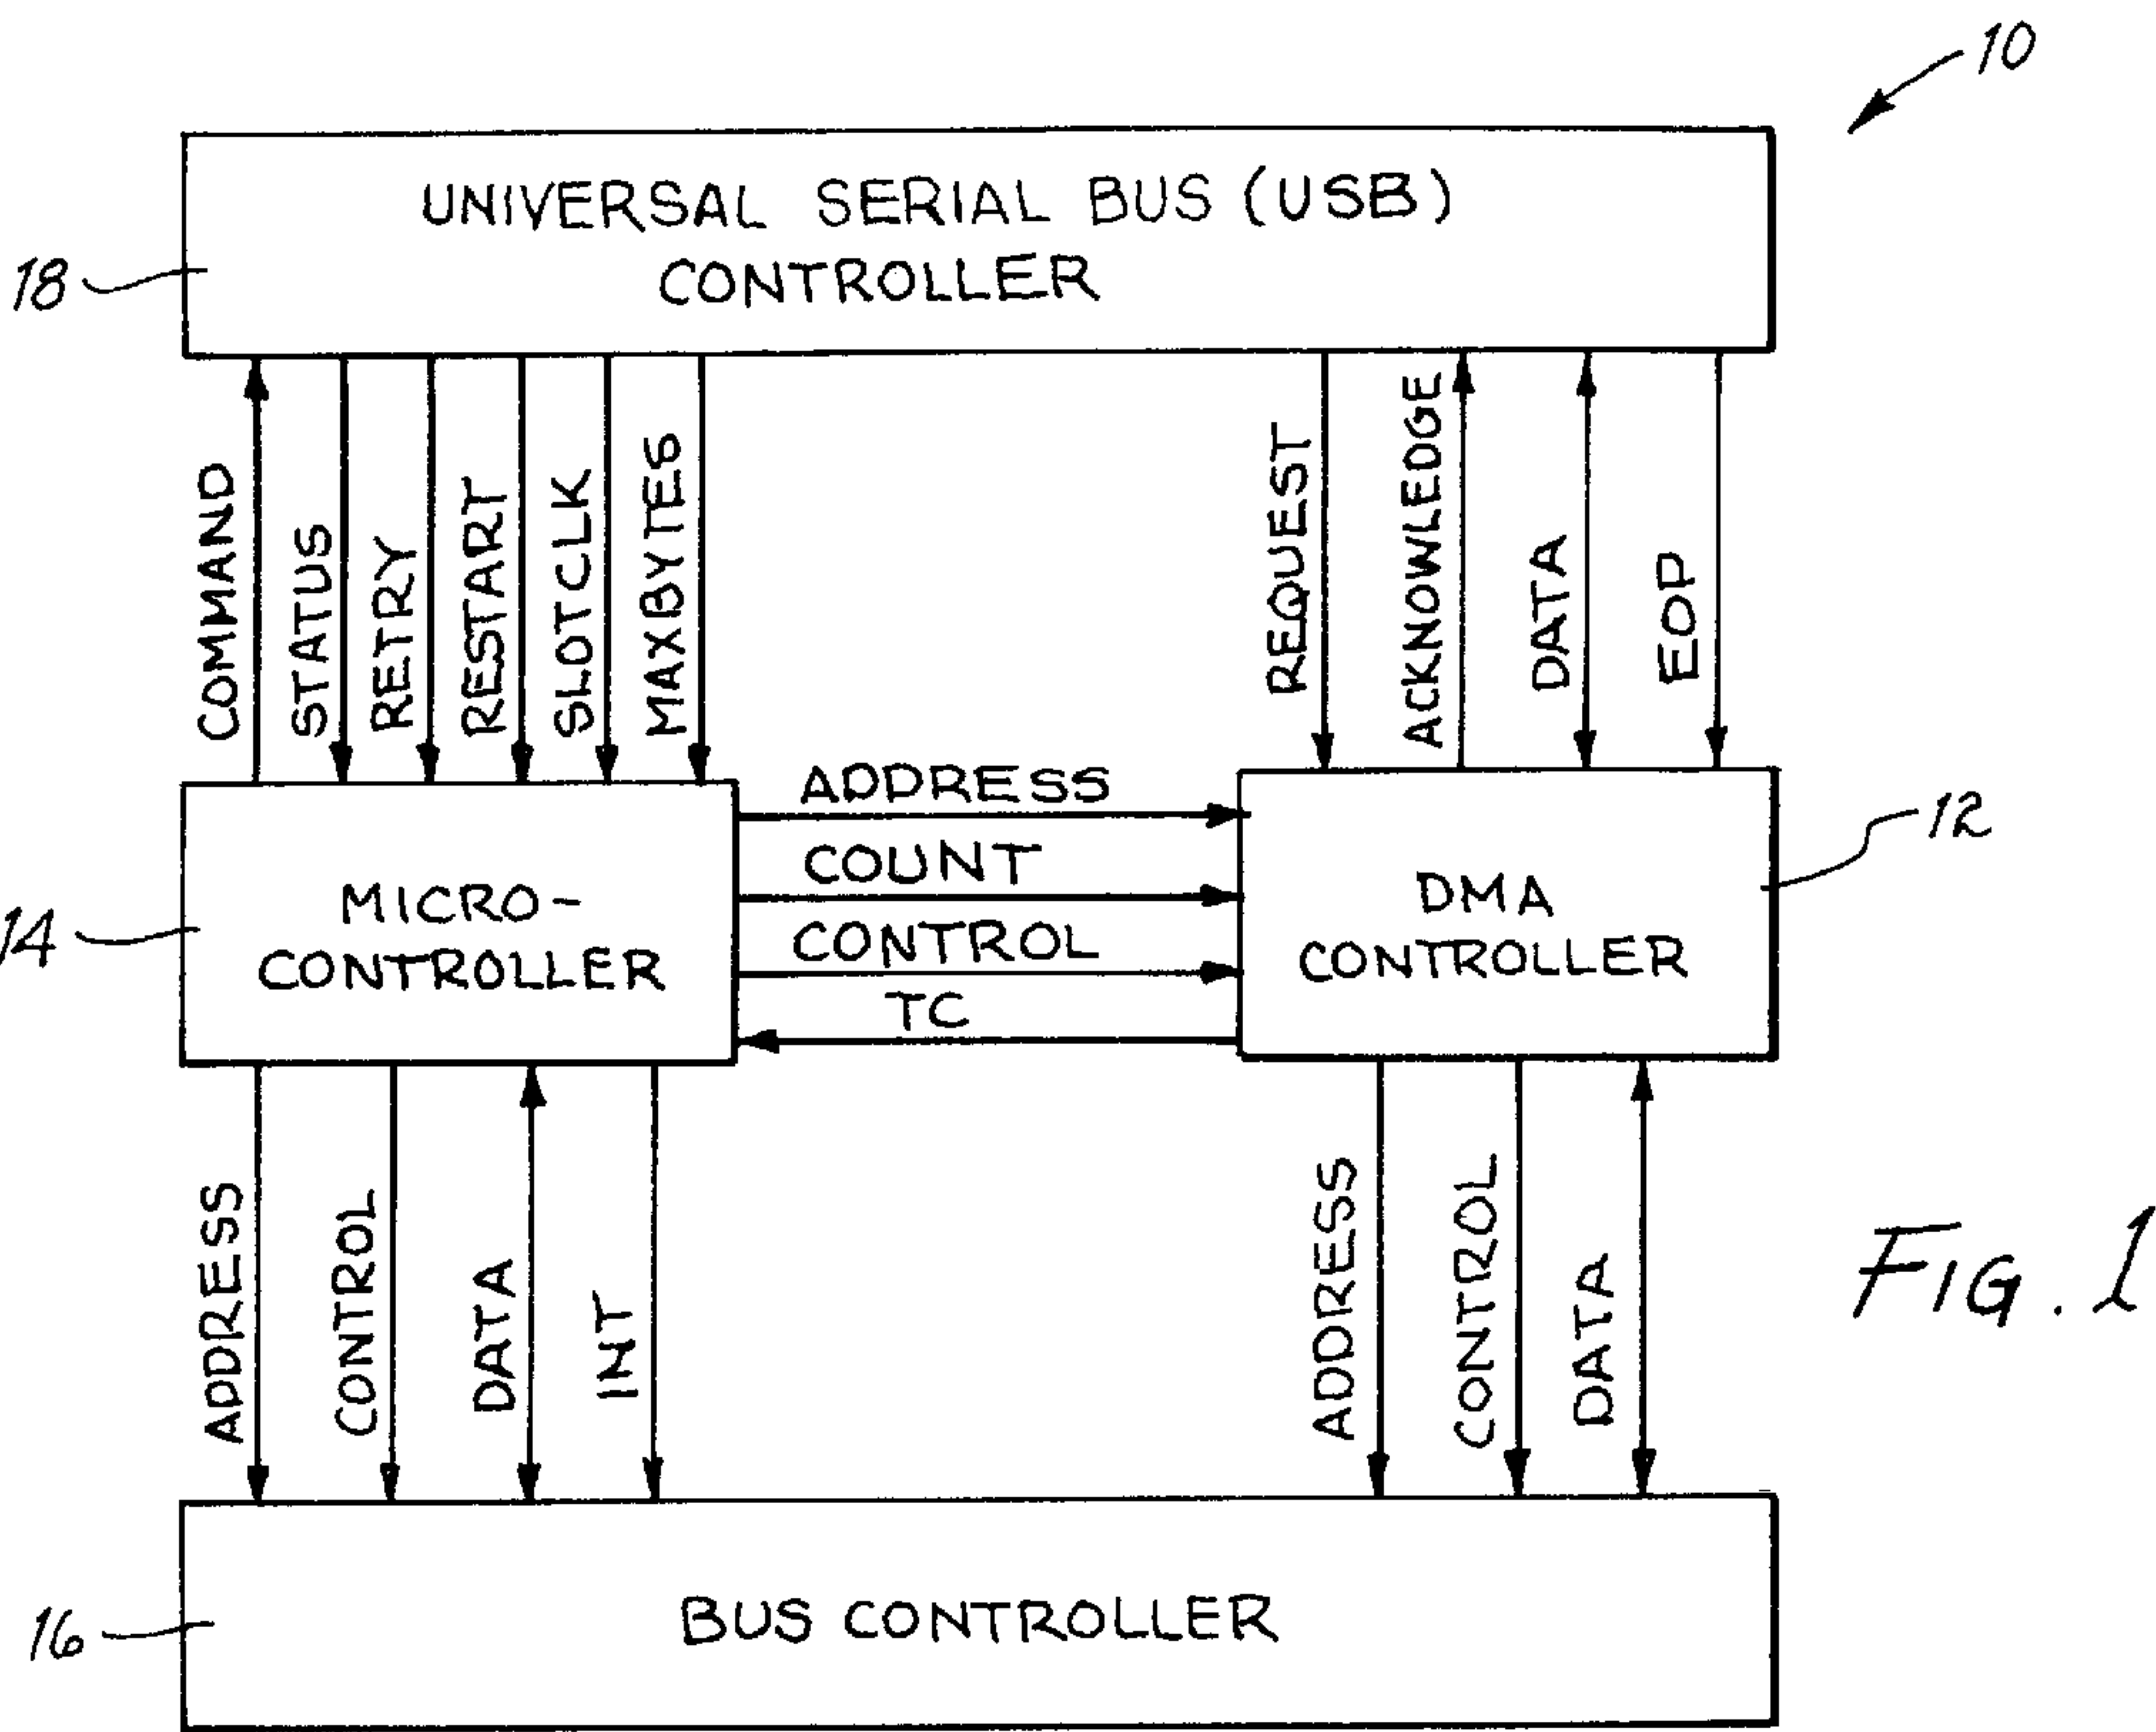 10
UNIVERSAL SERIAL BUS (USB)
CONTROLLER
18
COMMAND
STATUS
RETRY
RESTART
SLOTCLK
MAXBYTES
REQUEST
ACKNOWLEDGE
DATA
EOP
ADDRESS
COUNT
CONTROL
TC
MICRO-
CONTROLLER
14
DMA
CONTROLLER
12
ADDRESS
CONTROL
DATA
INT
ADDRESS
CONTROL
DATA
FIG. 1
BUS CONTROLLER
16